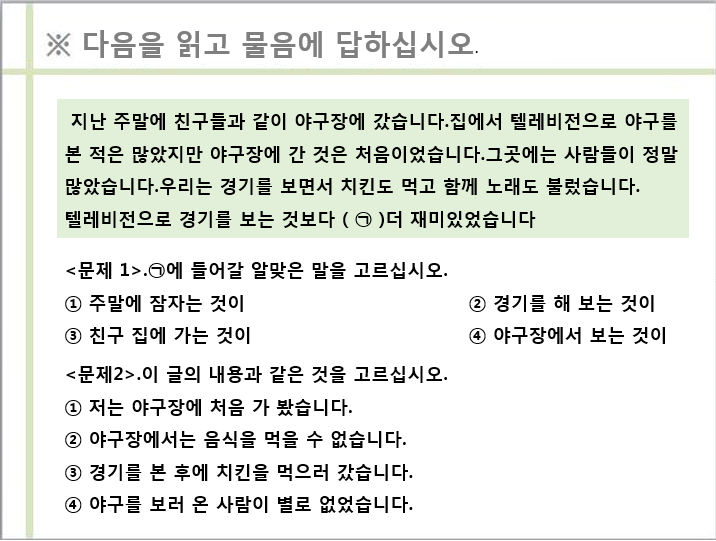 ※ 다음을 읽고 물음에 답하십시오.
지난 주말에 친구들과 같이 야구장에 갔습니다.집에서 텔레비전으로 야구를
본 적은 많았지만 야구장에 간 것은 처음이었습니다.그곳에는 사람들이 정말
많았습니다.우리는 경기를 보면서 치킨도 먹고 함께 노래도 불렀습니다.
텔레비전으로 경기를 보는 것보다 ( ㉠ )더 재미있었습니다
<문제 1>.㉠에 들어갈 알맞은 말을 고르십시오.
① 주말에 잠자는 것이 ② 경기를 해 보는 것이
③ 친구 집에 가는 것이 ④ 야구장에서 보는 것이
<문제2>.이 글의 내용과 같은 것을 고르십시오.
① 저는 야구장에 처음 가 봤습니다.
② 야구장에서는 음식을 먹을 수 없습니다.
③ 경기를 본 후에 치킨을 먹으러 갔습니다.
④ 야구를 보러 온 사람이 별로 없었습니다.